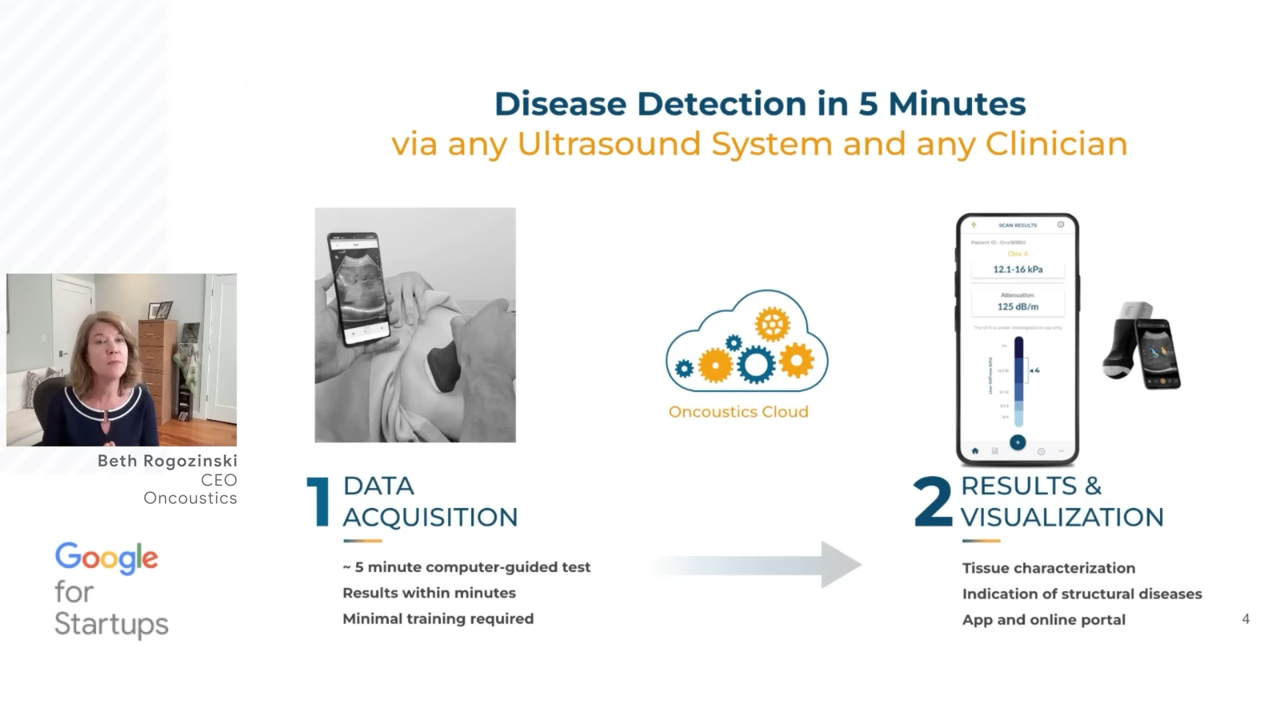 Disease Detection in 5 Minutes
via any Ultrasound System and any Clinician
SCAN RESULTS
12.1-16 kPa
Attenuation:
125 dB/m
4
Oncoustics Cloud
Beth Rogozinski
CEO
Oncoustics
Google
for
Startups
1 DATA
ACQUISITION
~ 5 minute computer-guided test
Results within minutes
Minimal training required
2 RESULTS &
VISUALIZATION
Tissue characterization
Indication of structural diseases
App and online portal
4